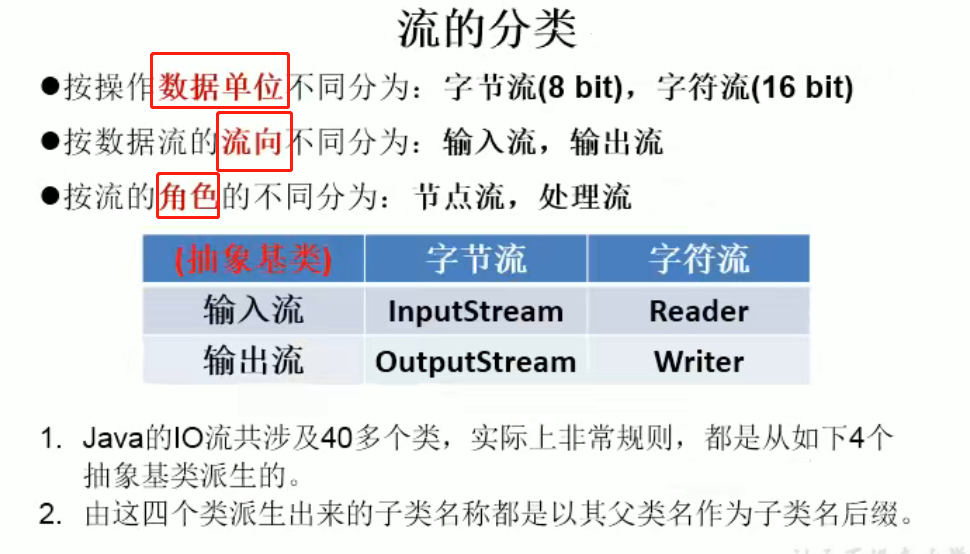 流的分类
●按操作数据单位不同分为：字节流(8 bit)，字符流(16 bit)
●按数据流的流向不同分为：输入流，输出流
●按流的角色的不同分为：节点流，处理流
(抽象基类) 字节流 字符流
输入流 InputStream Reader
输出流 OutputStream Writer
1. Java的IO流共涉及40多个类，实际上非常规则，都是从如下4个
抽象基类派生的。
2. 由这四个类派生出来的子类名称都是以其父类名作为子类名后缀。